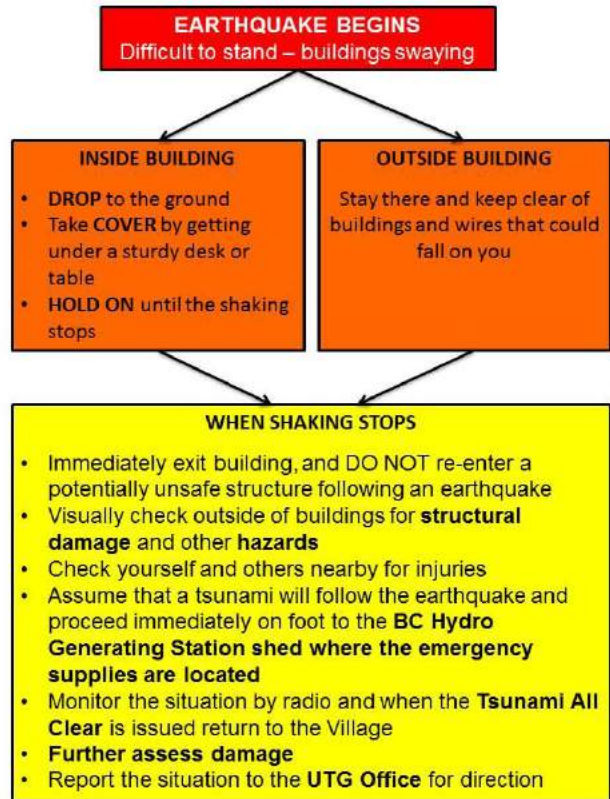 EARTHQUAKE BEGINS
Difficult to stand – buildings swaying
INSIDE BUILDING
• DROP to the ground
• Take COVER by getting
under a sturdy desk or
table
• HOLD ON until the shaking
stops
OUTSIDE BUILDING
Stay there and keep clear of
buildings and wires that could
fall on you
WHEN SHAKING STOPS
• Immediately exit building, and DO NOT re-enter a
potentially unsafe structure following an earthquake
• Visually check outside of buildings for structural
damage and other hazards
• Check yourself and others nearby for injuries
• Assume that a tsunami will follow the earthquake and
proceed immediately on foot to the BC Hydro
Generating Station shed where the emergency
supplies are located
• Monitor the situation by radio and when the Tsunami All
Clear is issued return to the Village
• Further assess damage
• Report the situation to the UTG Office for direction